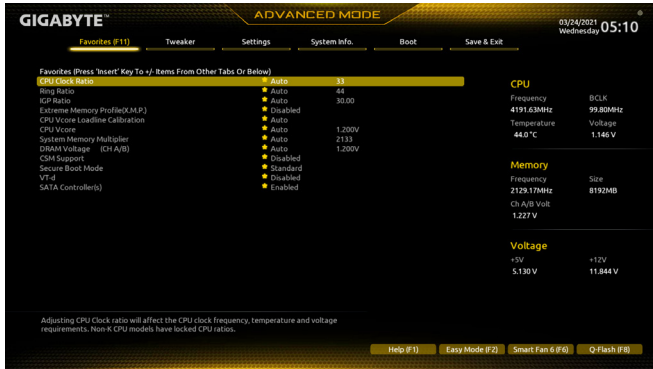 GIGABYTE™
ADVANCED MODE
03/24/2021
Wednesday 05:10
Favorites (F11) Tweaker Settings System Info. Boot Save & Exit
Favorites (Press 'Insert' Key To +/- Items From Other Tabs Or Below)
CPU Clock Ratio Auto 33
Ring Ratio Auto 44
IGP Ratio Auto 30.00
Extreme Memory Profile(X.M.P.) Disabled
CPU Vcore Loadline Calibration Auto
CPU Vcore Auto 1.200V
System Memory Multiplier Auto 2133
DRAM Voltage (CH A/B) Auto 1.200V
CSM Support Disabled
Secure Boot Mode Standard
VT-d Disabled
SATA Controller(s) Enabled
CPU
Frequency BCLK
4191.63MHz 99.80MHz
Temperature Voltage
44.0 °C 1.146 V
Memory
Frequency Size
2129.17MHz 8192MB
Ch A/B Volt
1.227 V
Voltage
+5V +12V
5.130 V 11.844 V
Adjusting CPU Clock ratio will affect the CPU clock frequency, temperature and voltage
requirements. Non-K CPU models have locked CPU ratios.
Help (F1) Easy Mode (F2) Smart Fan 6 (F6) Q-Flash (F8)